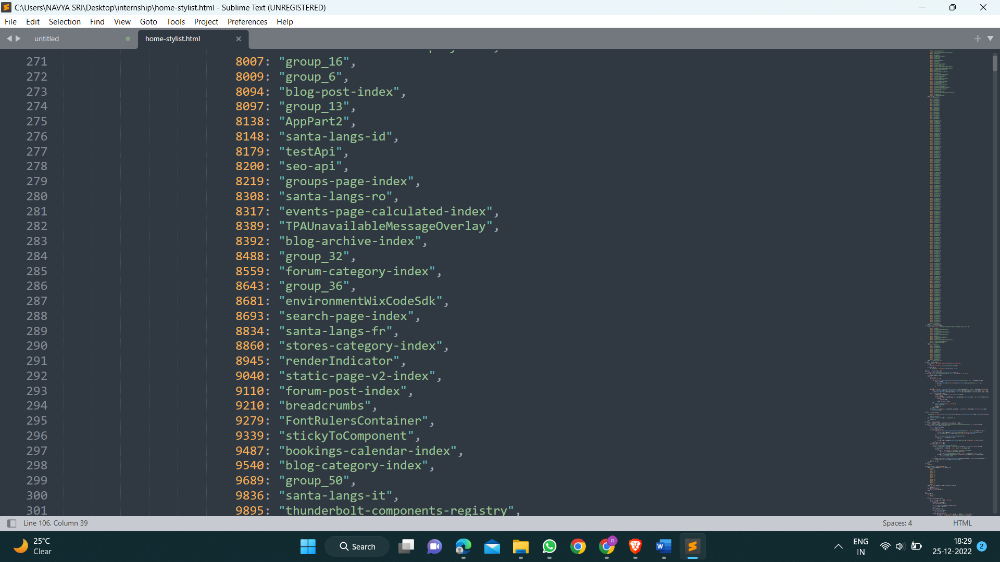 C:\Users\NAVYA SRI\Desktop\internship\home-stylist.html - Sublime Text (UNREGISTERED)
File Edit Selection Find View Goto Tools Project Preferences Help
untitled home-stylist.html
271 8007: "group_16",
272 8009: "group_6",
273 8094: "blog-post-index",
274 8097: "group_13",
275 8138: "AppPart2",
276 8148: "santa-langs-id",
277 8179: "testApi",
278 8200: "seo-api",
279 8219: "groups-page-index",
280 8308: "santa-langs-ro",
281 8317: "events-page-calculated-index",
282 8389: "TPAUnavailableMessageOverlay",
283 8392: "blog-archive-index",
284 8488: "group_32",
285 8559: "forum-category-index",
286 8643: "group_36",
287 8681: "environmentWixCodeSdk",
288 8693: "search-page-index",
289 8834: "santa-langs-fr",
290 8860: "stores-category-index",
291 8945: "renderIndicator",
292 9040: "static-page-v2-index",
293 9110: "forum-post-index",
294 9210: "breadcrumbs",
295 9279: "FontRulersContainer",
296 9339: "stickyToComponent",
297 9487: "bookings-calendar-index",
298 9540: "blog-category-index",
299 9689: "group_50",
300 9836: "santa-langs-it",
301 9895: "thunderbolt-components-registry",
Line 106, Column 39 Spaces: 4 HTML
25°C
Clear
Search
n
ENG
IN
18:29
25-12-2022
2